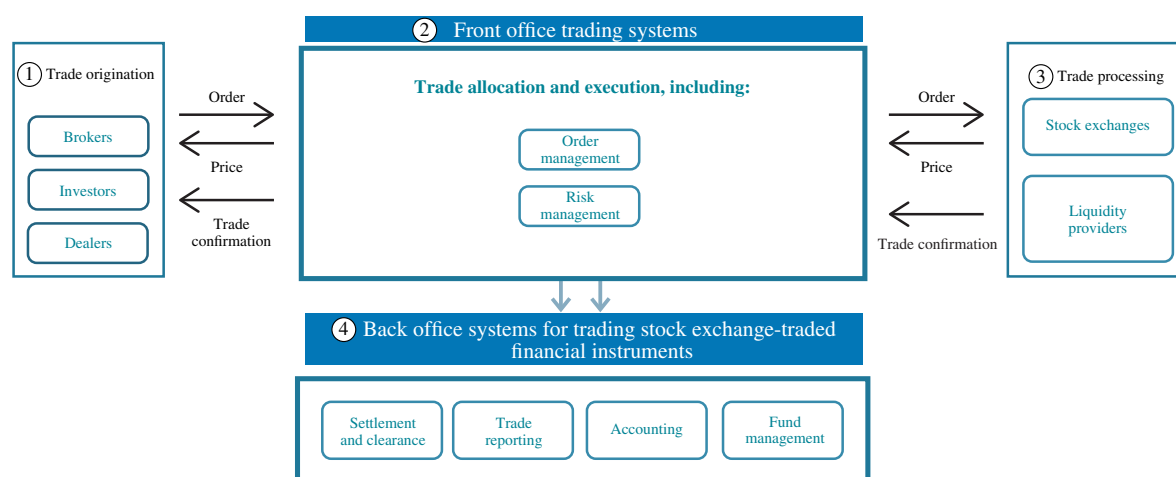 2 Front office trading systems
1 Trade origination
Brokers
Investors
Dealers
Order
Price
Trade
confirmation
Trade allocation and execution, including:
Order
management
Risk
management
Order
Price
Trade confirmation
3 Trade processing
Stock exchanges
Liquidity
providers
4 Back office systems for trading stock exchange-traded
financial instruments
Settlement
and clearance
Trade
reporting
Accounting
Fund
management